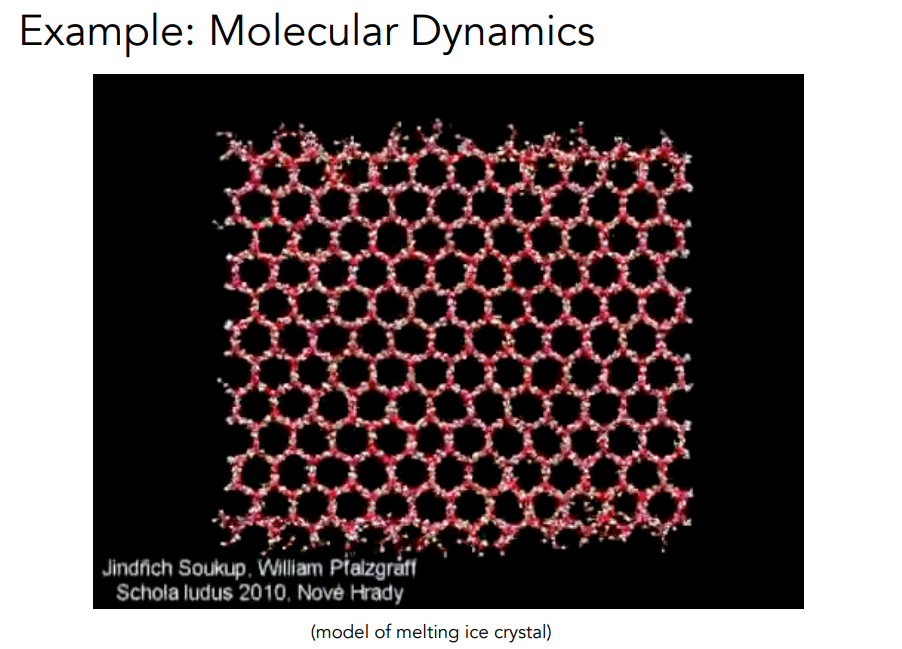 Example: Molecular Dynamics
Jindřich Soukup, William Pfalzgraff
Schola ludus 2010, Nové Hrady
(model of melting ice crystal)